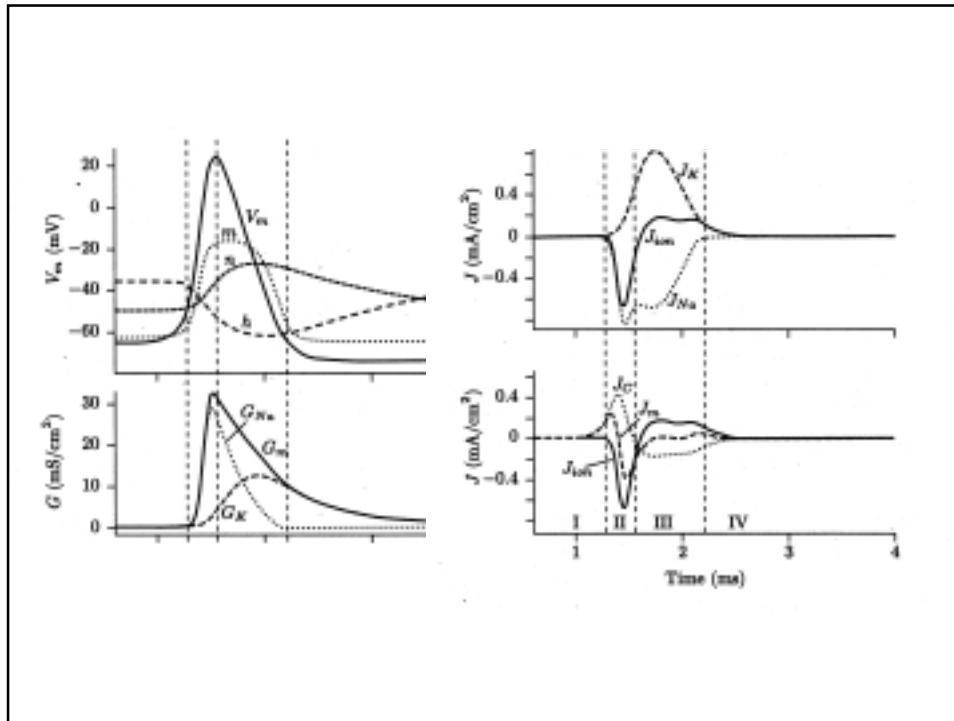 20
0
−20
−40
−60
V_m (mV)
V_m
m
n
h
30
20
10
0
G (mS/cm²)
G_Na
G_m
G_K
0.4
0
−0.4
J (mA/cm²)
J_K
J_ion
J_Na
0.4
0
−0.4
J (mA/cm²)
J_C
J_m
J_ion
I II III IV
1 2 3 4
Time (ms)